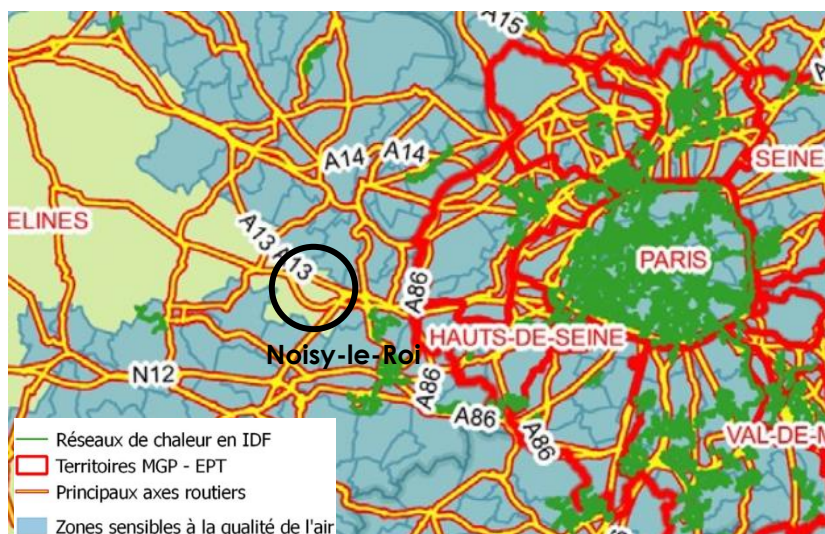 A15
A
A14
A14
SEINE
ELINES
A13
A13
PARIS
A86
HAUTS-DE-SEINE
Noisy-le-Roi
N12
A86
A86
A86
VAL-DE-M
Réseaux de chaleur en IDF
Territoires MGP - EPT
Principaux axes routiers
Zones sensibles à la qualité de l'air